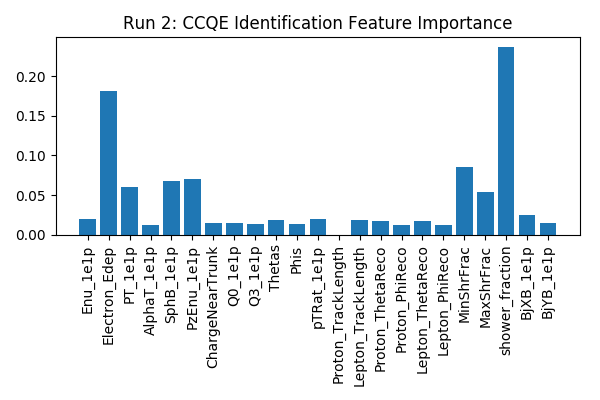 Run 2: CCQE Identification Feature Importance
0.20
0.15
0.10
0.05
0.00
Enu_1e1p
Electron_Edep
PT_1e1p
AlphaT_1e1p
SphB_1e1p
PzEnu_1e1p
ChargeNearTrunk
Q0_1e1p
Q3_1e1p
Thetas
Phis
pTRat_1e1p
Proton_TrackLength
Lepton_TrackLength
Proton_ThetaReco
Proton_PhiReco
Lepton_ThetaReco
Lepton_PhiReco
MinShrFrac
MaxShrFrac
shower_fraction
BjXB_1e1p
BjYB_1e1p